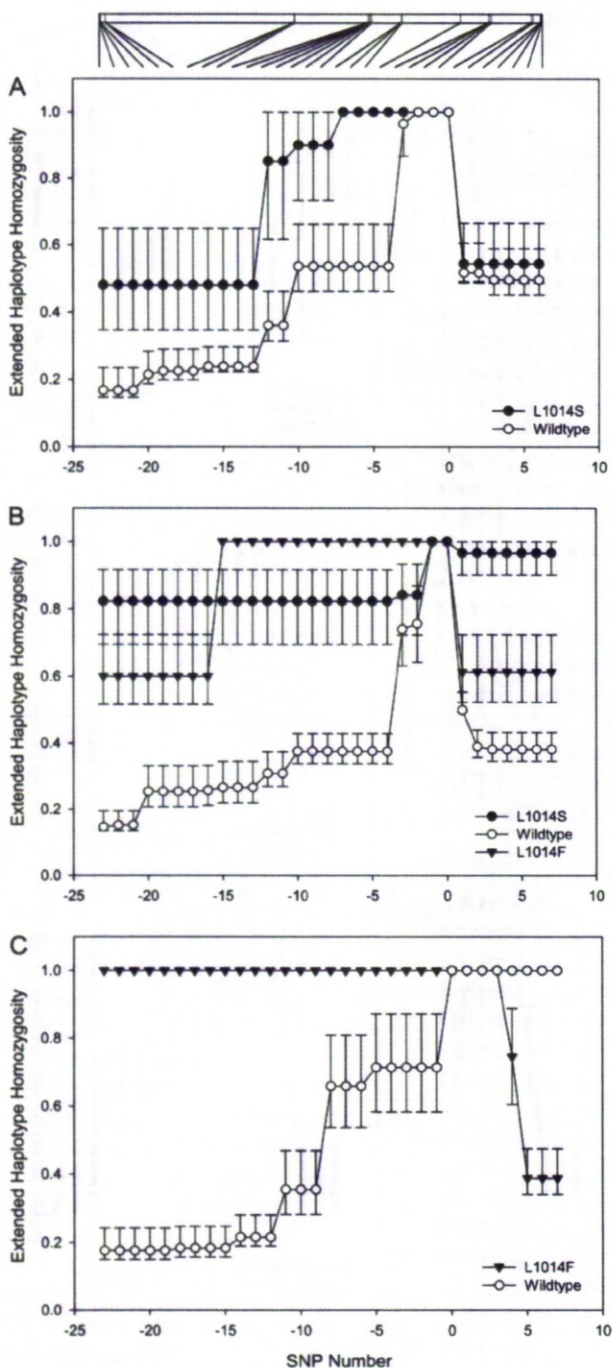 A
Extended Haplotype Homozygosity
1.0
0.8
0.6
0.4
0.2
0.0
L1014S
Wildtype
-25 -20 -15 -10 -5 0 5 10
B
Extended Haplotype Homozygosity
1.0
0.8
0.6
0.4
0.2
0.0
L1014S
Wildtype
L1014F
-25 -20 -15 -10 -5 0 5 10
C
Extended Haplotype Homozygosity
1.0
0.8
0.6
0.4
0.2
0.0
L1014F
Wildtype
-25 -20 -15 -10 -5 0 5 10
SNP Number